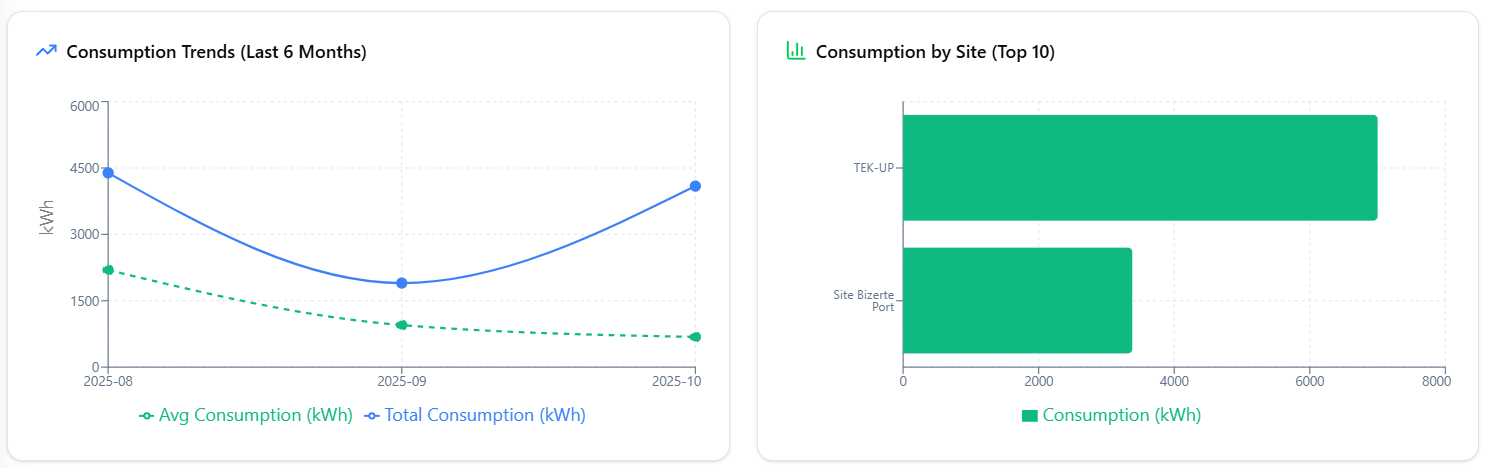 Consumption Trends (Last 6 Months)
6000
4500
3000
1500
0
kWh
2025-08
2025-09
2025-10
Avg Consumption (kWh)
Total Consumption (kWh)
Consumption by Site (Top 10)
TEK-UP
Site Bizerte
Port
0
2000
4000
6000
8000
Consumption (kWh)